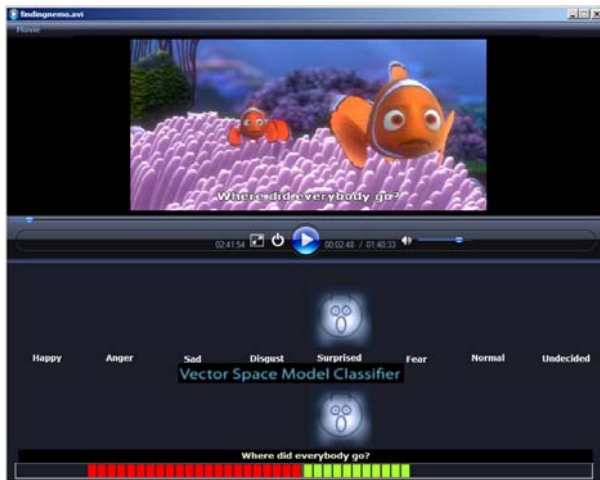 findingnemo.avi
Movie
Where did everybody go?
02:41:54 00:02:48 / 01:40:33
Happy Anger Sad Disgust Surprised Fear Normal Undecided
Vector Space Model Classifier
Where did everybody go?